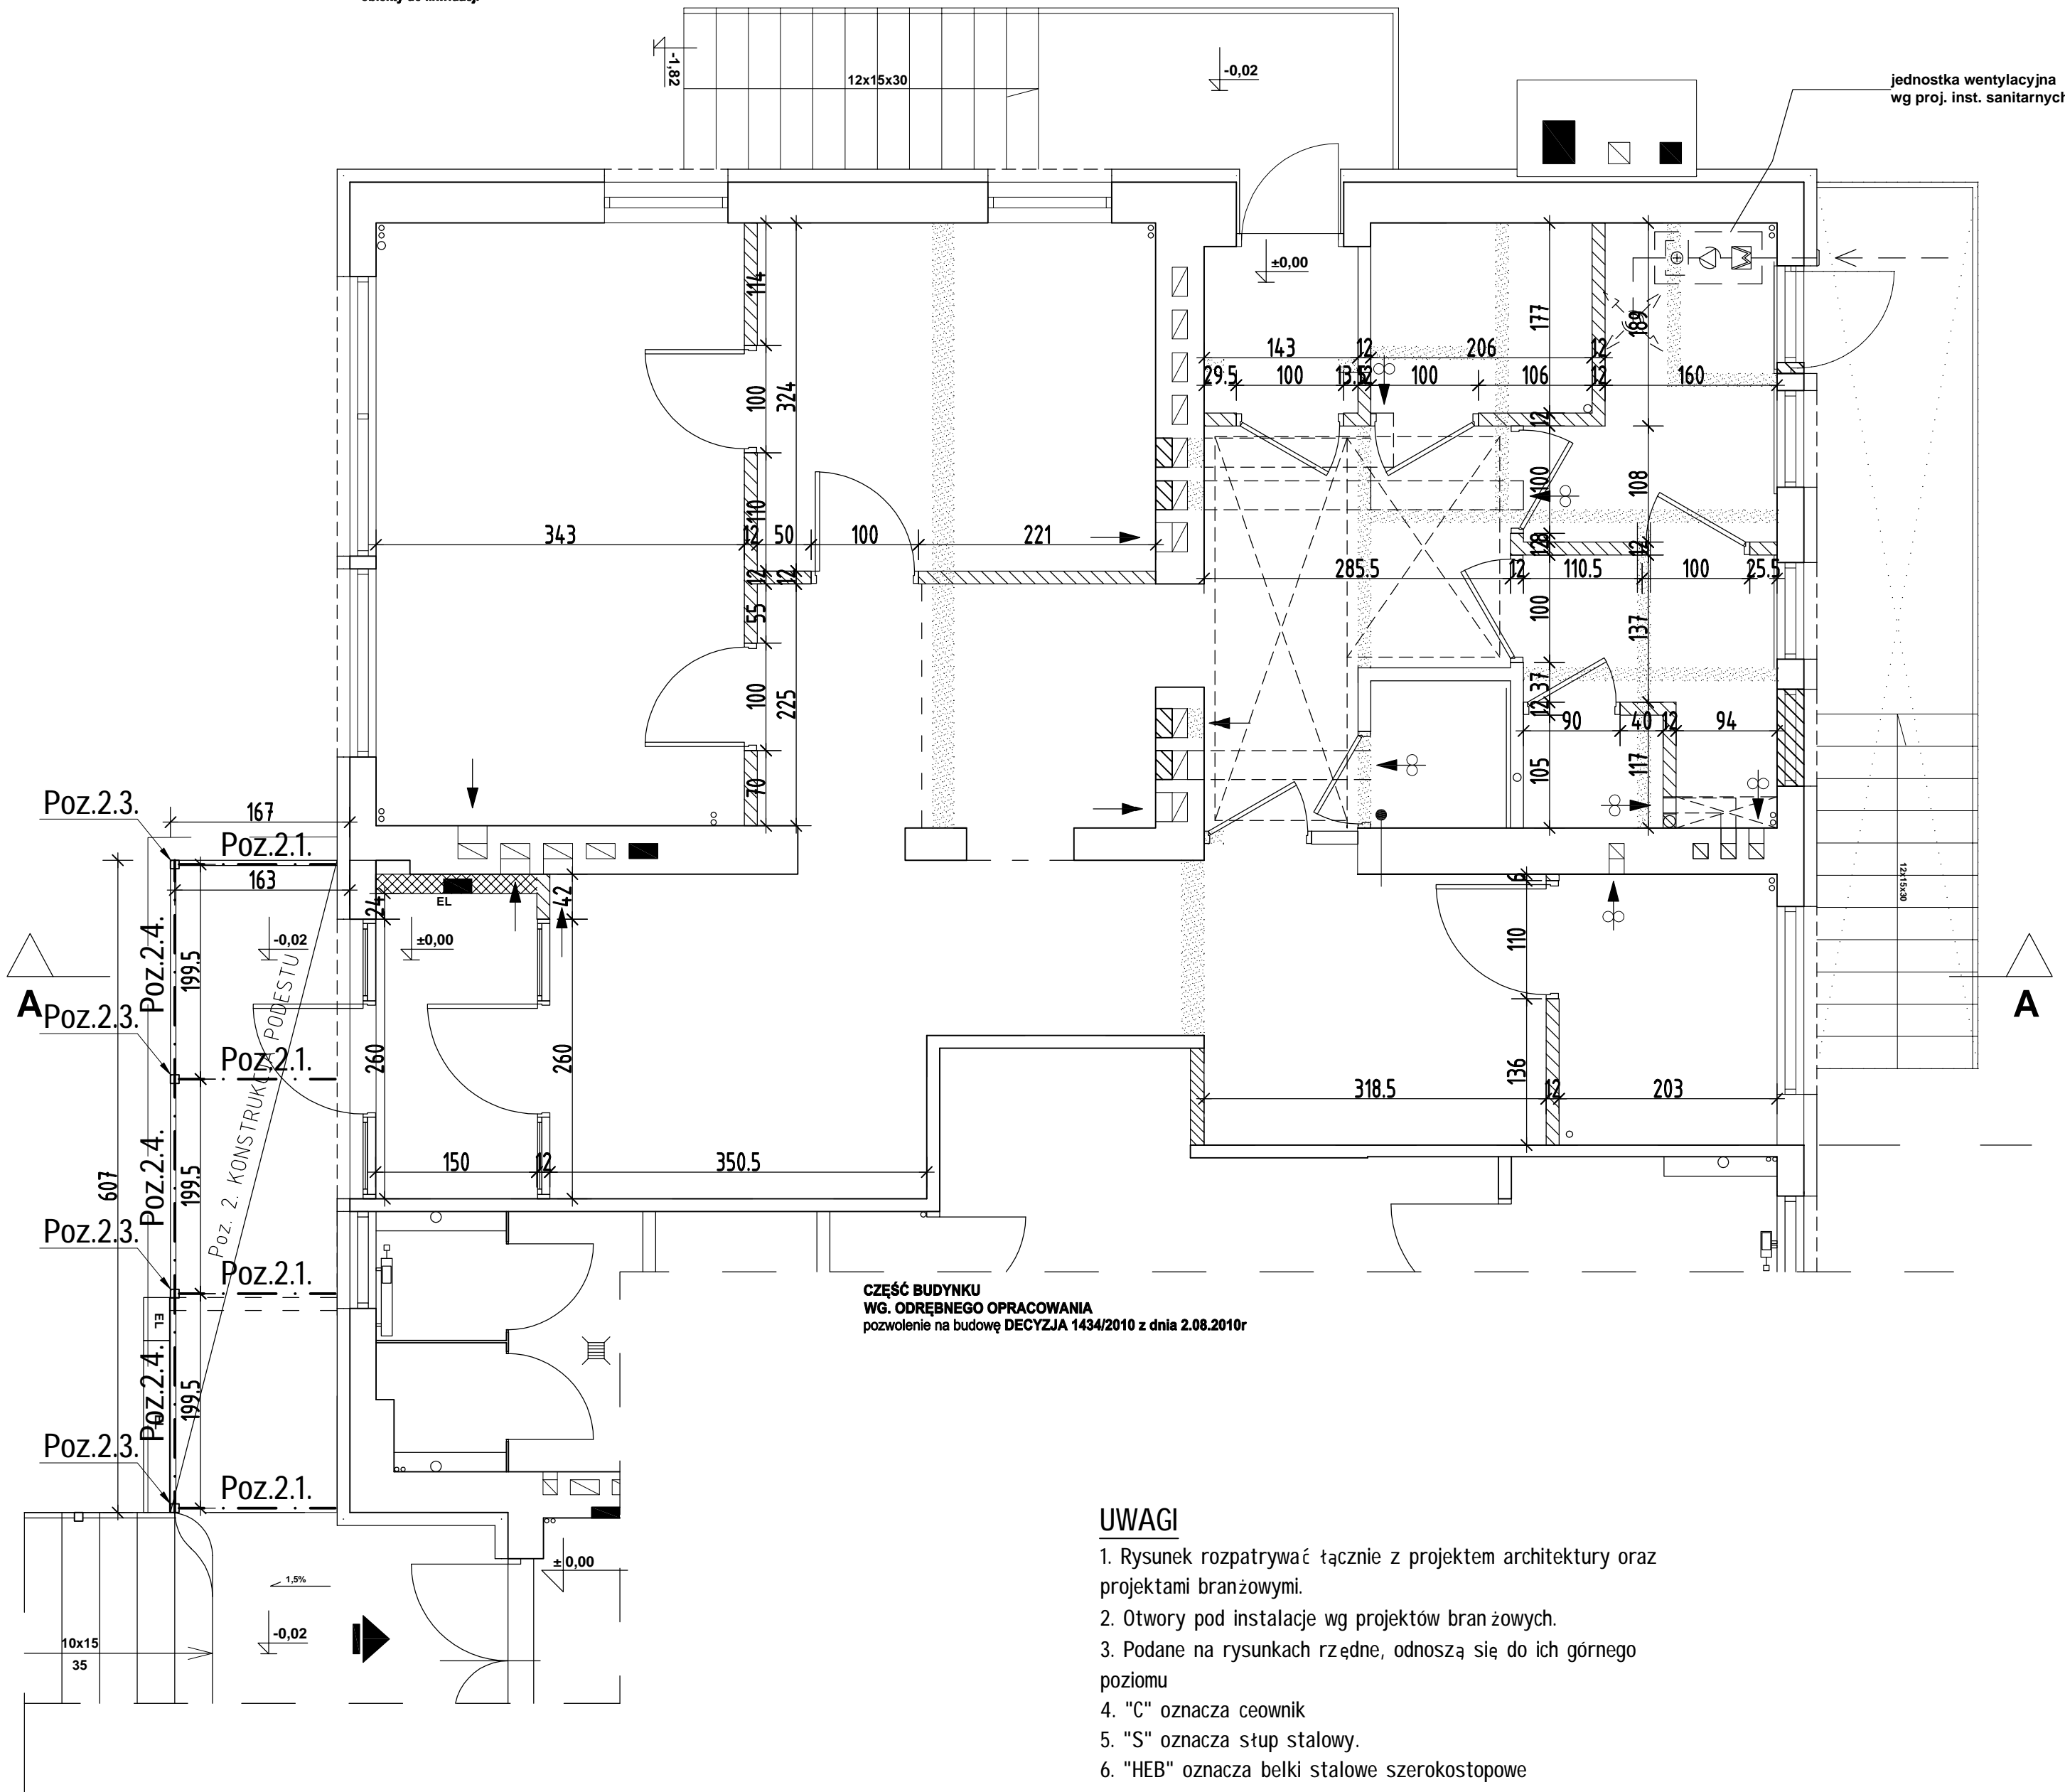 -1,82
12x15x30
-0,02
jednostka wentylacyjna
wg proj. inst. sanitarnych
±0,00
114
100
324
110
343
12
50
100
221
12
12
55
100
225
70
143
12
206
12
29.5
100
13.5
12
100
106
12
160
177
189
12
100
108
8
12
12
285.5
12
110.5
100
25.5
100
137
37
12
90
40
12
94
105
117
Poz.2.3.
167
Poz.2.1.
163
EL
24
42
Poz.2.4.
199.5
-0,02
±0,00
A
A
Poz.2.3.
Poz.2.1.
Poz. 2. KONSTRUKCJA PODESTU
260
260
6
110
136
318.5
12
203
12x15x30
150
12
350.5
607
Poz.2.4.
199.5
Poz.2.3.
Poz.2.1.
EL
Poz.2.4.
199.5
EL
Poz.2.3.
Poz.2.1.
CZĘŚĆ BUDYNKU
WG. ODRĘBNEGO OPRACOWANIA
pozwolenie na budowę DECYZJA 1434/2010 z dnia 2.08.2010r
± 0,00
1,5%
-0,02
10x15
35
UWAGI
1. Rysunek rozpatrywać łącznie z projektem architektury oraz
projektami branżowymi.
2. Otwory pod instalacje wg projektów branżowych.
3. Podane na rysunkach rzędne, odnoszą się do ich górnego
poziomu
4. "C" oznacza ceownik
5. "S" oznacza słup stalowy.
6. "HEB" oznacza belki stalowe szerokostopowe